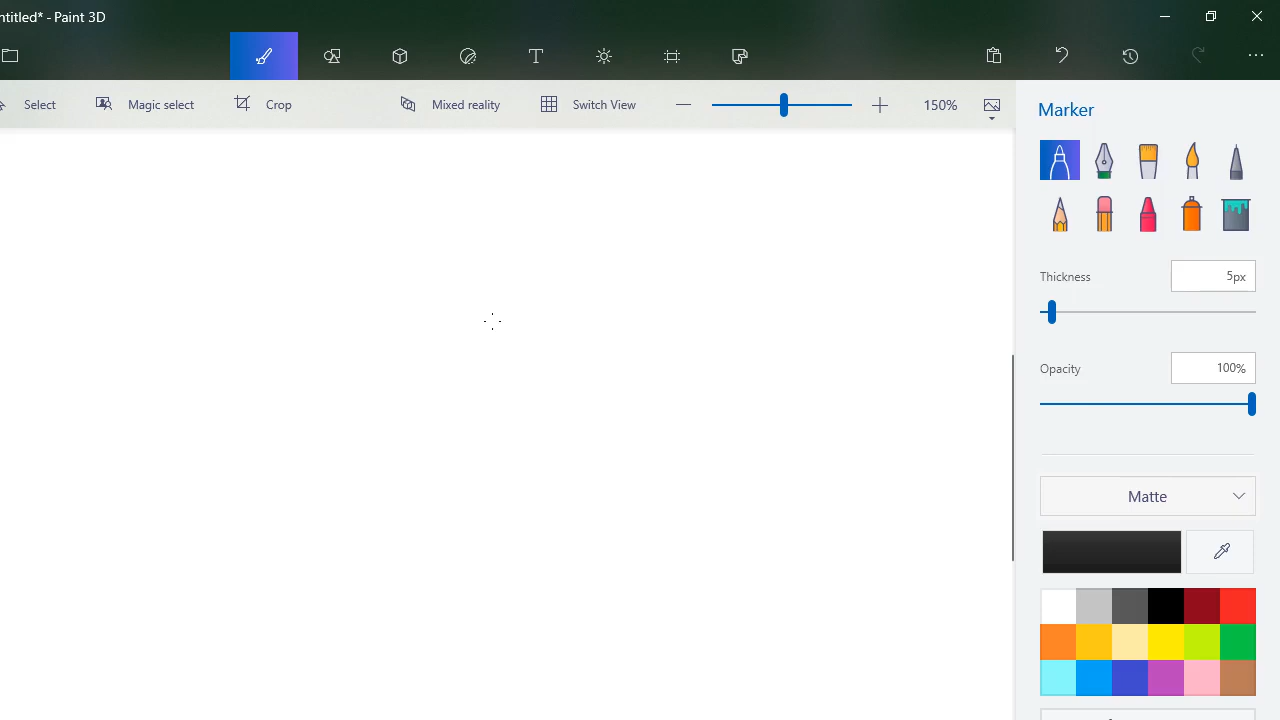 ntitled* - Paint 3D
Select
Magic select
Crop
Mixed reality
Switch View
150%
Marker
Thickness
5px
Opacity
100%
Matte